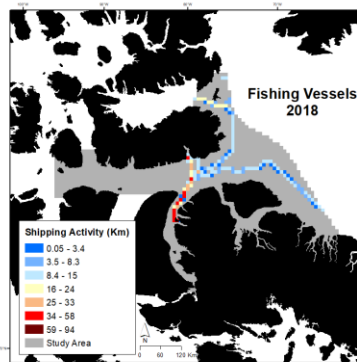 Fishing Vessels
2018
Shipping Activity (Km)
0.05 - 3.4
3.5 - 8.3
8.4 - 15
16 - 24
25 - 33
34 - 58
59 - 94
Study Area
N
0 60 120 Km